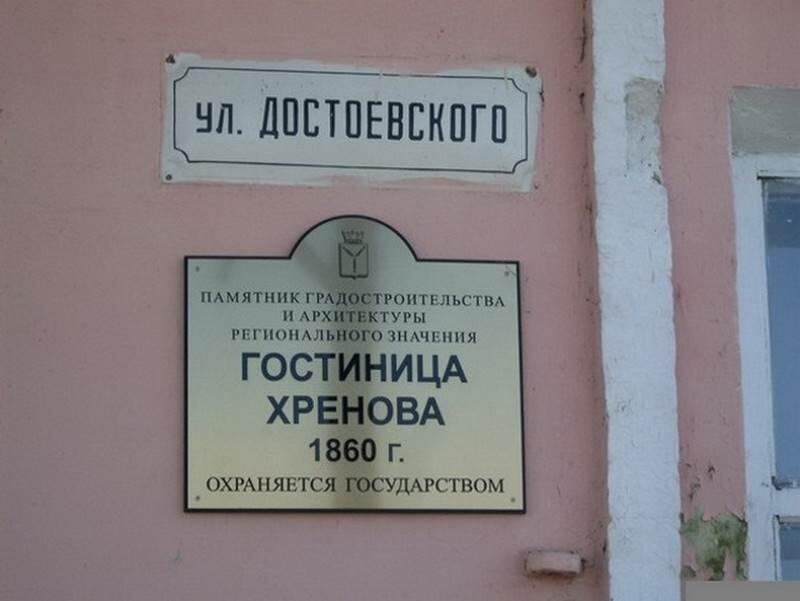 ул. ДОСТОЕВСКОГО
ПАМЯТНИК ГРАДОСТРОИТЕЛЬСТВА
И АРХИТЕКТУРЫ
РЕГИОНАЛЬНОГО ЗНАЧЕНИЯ
ГОСТИНИЦА
ХРЕНОВА
1860 г.
ОХРАНЯЕТСЯ ГОСУДАРСТВОМ